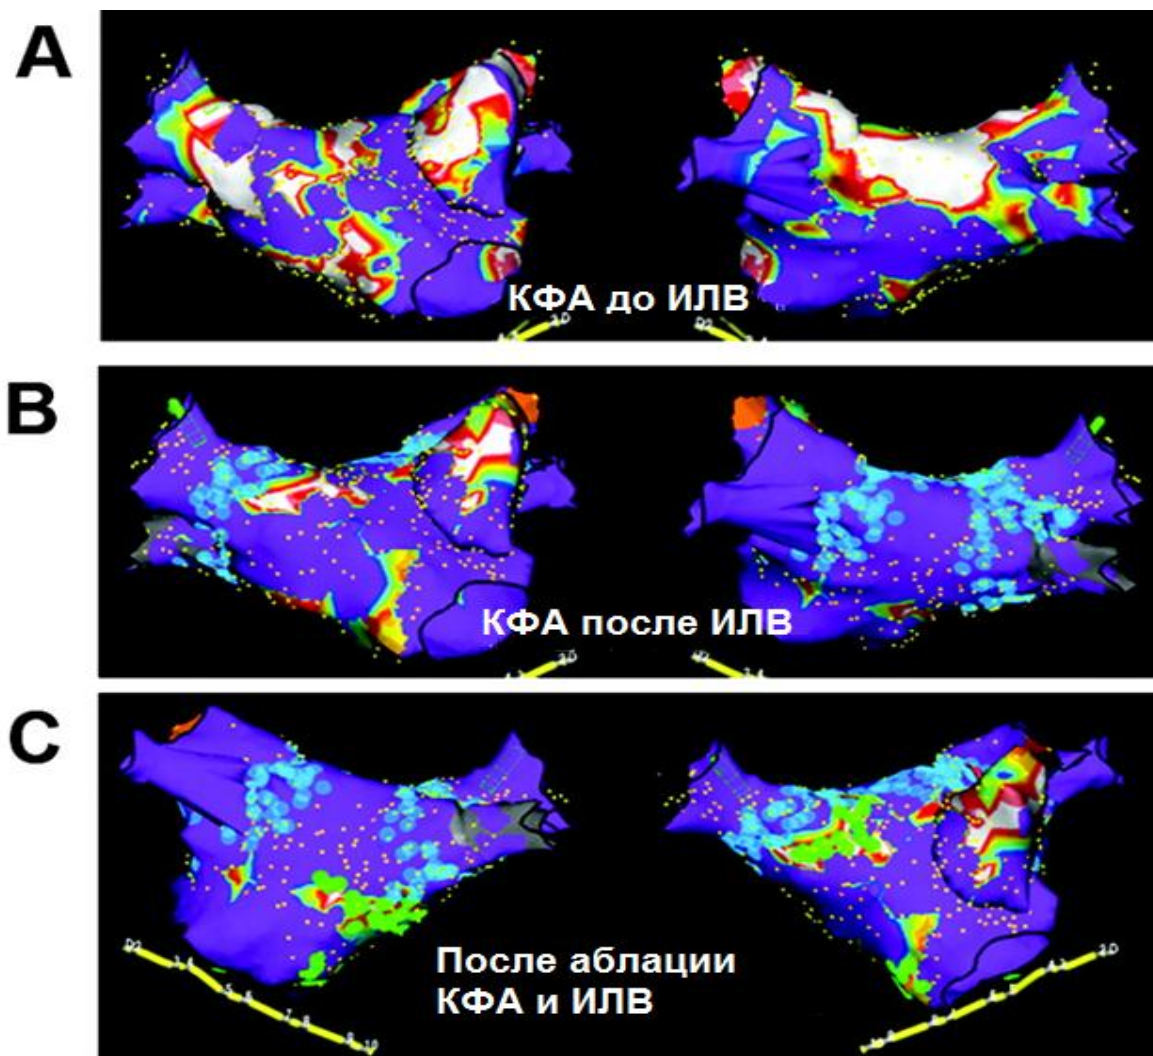 A
КФА до ИЛВ
B
КФА после ИЛВ
C
После аблации
КФА и ИЛВ